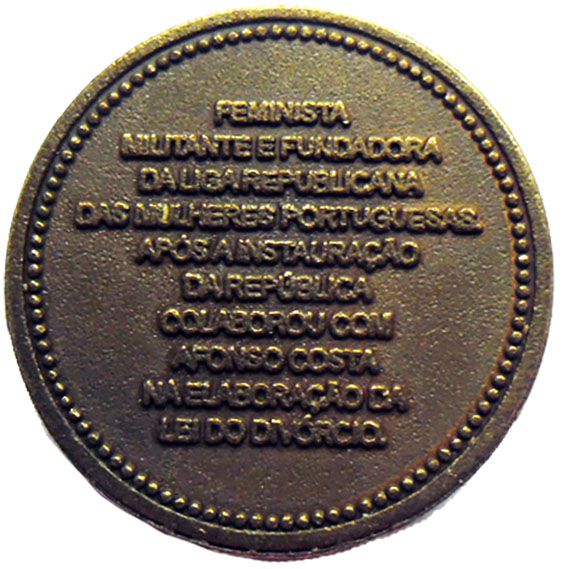 FEMINISTA
MILITANTE E FUNDADORA
DA LIGA REPUBLICANA
DAS MULHERES PORTUGUESAS.
APÓS A INSTAURAÇÃO
DA REPÚBLICA
COLABOROU COM
AFONSO COSTA
NA ELABORAÇÃO DA
LEI DO DIVÓRCIO.